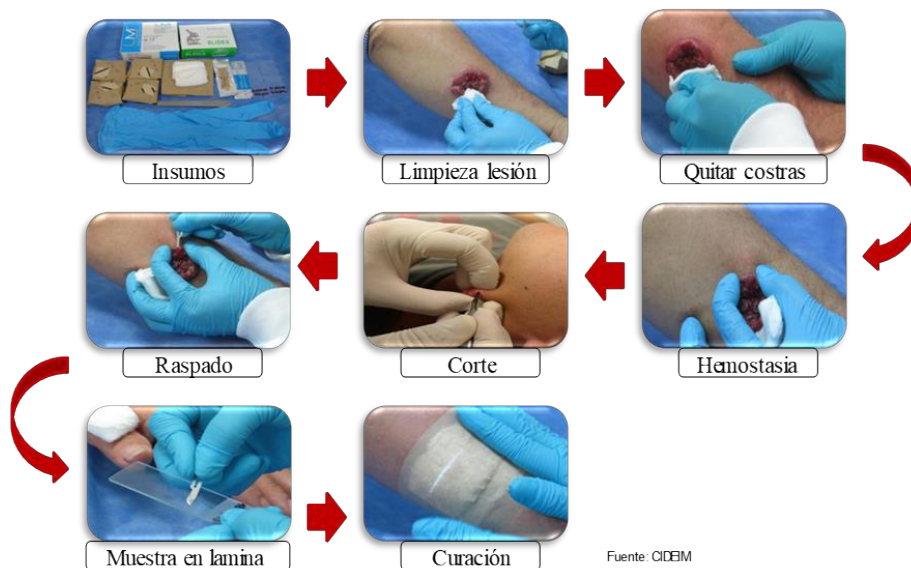 Insumos
Limpieza lesión
Quitar costras
Hemostasia
Corte
Raspado
Muestra en lamina
Curación
Fuente: CIDEIM